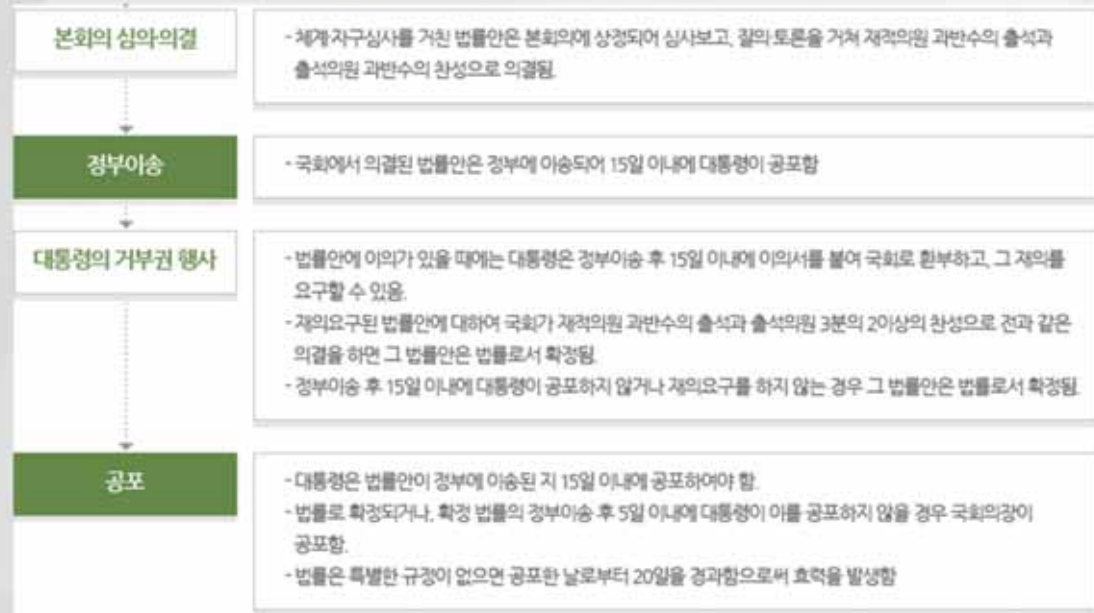 본회의 심의·의결
- 체계·자구심사를 거친 법률안은 본회의에 상정되어 심사보고, 질의·토론을 거쳐 재적의원 과반수의 출석과
출석의원 과반수의 찬성으로 의결됨.
정부이송
- 국회에서 의결된 법률안은 정부에 이송되어 15일 이내에 대통령이 공포함
대통령의 거부권 행사
- 법률안에 이의가 있을 때에는 대통령은 정부이송 후 15일 이내에 이의서를 붙여 국회로 환부하고, 그 재의를
요구할 수 있음.
- 재의요구된 법률안에 대하여 국회가 재적의원 과반수의 출석과 출석의원 3분의 2이상의 찬성으로 전과 같은
의결을 하면 그 법률안은 법률로서 확정됨.
- 정부이송 후 15일 이내에 대통령이 공포하지 않거나 재의요구를 하지 않는 경우 그 법률안은 법률로서 확정됨.
공포
- 대통령은 법률안이 정부에 이송된 지 15일 이내에 공포하여야 함.
- 법률로 확정되거나, 확정 법률의 정부이송 후 5일 이내에 대통령이 이를 공포하지 않을 경우 국회의장이
공포함.
- 법률은 특별한 규정이 없으면 공포한 날로부터 20일을 경과함으로써 효력을 발생함